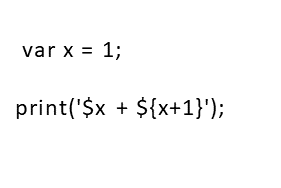 var x = 1;
print('$x + ${x+1}');